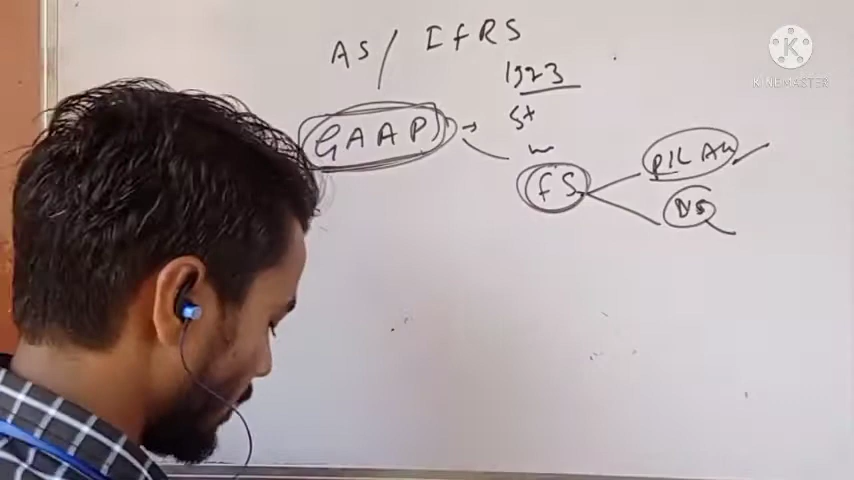 AS / IfRS
1923
St
GAAP
fS
P/L A/c
BS
K
KINEMASTER